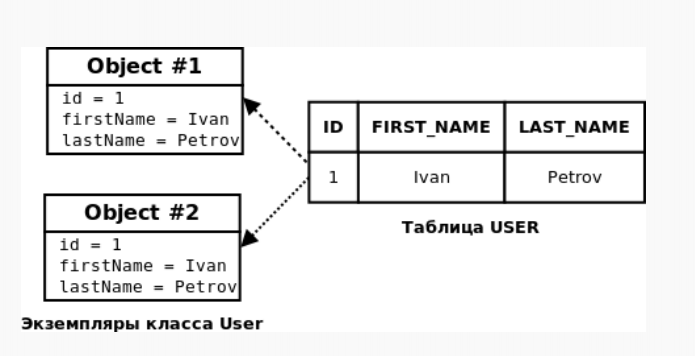 Object #1
id = 1
firstName = Ivan
lastName = Petrov
Object #2
id = 1
firstName = Ivan
lastName = Petrov
Экземпляры класса User
ID FIRST_NAME LAST_NAME
1 Ivan Petrov
Таблица USER